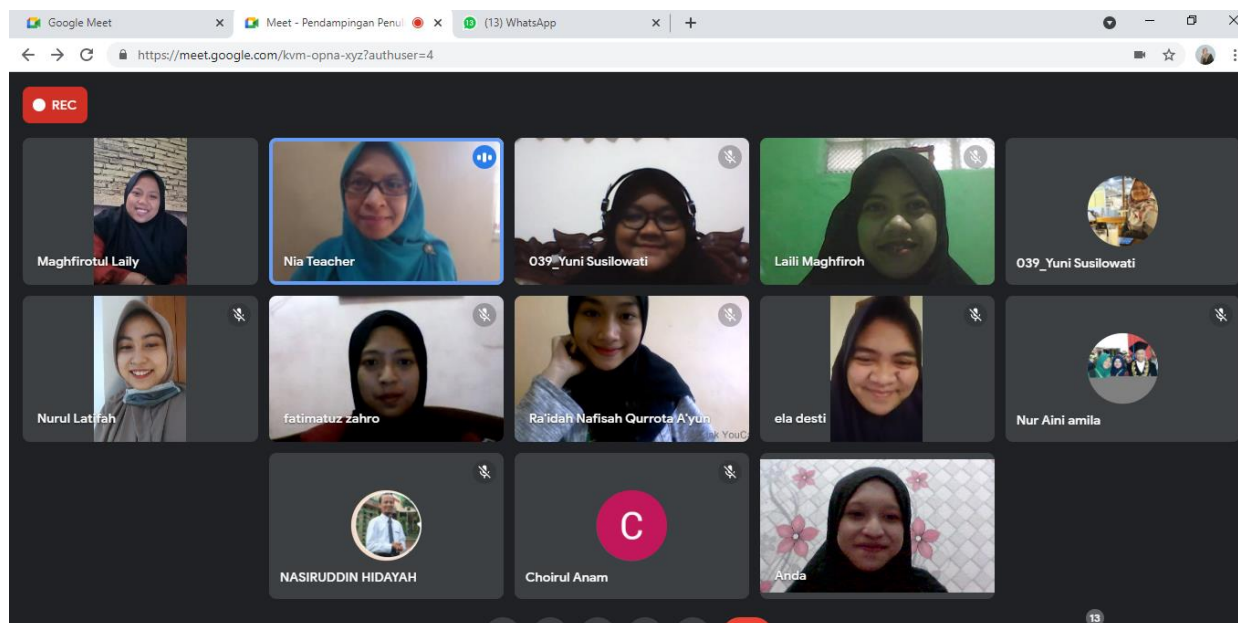 Google Meet
Meet - Pendampingan Penul
(13) WhatsApp
https://meet.google.com/kvm-opna-xyz?authuser=4
REC
Maghfirotul Laily
Nia Teacher
039_Yuni Susilowati
Laili Maghfiroh
039_Yuni Susilowati
Nurul Latifah
fatimatuz zahro
Ra'idah Nafisah Qurrota A'yun
YouC
ela desti
Nur Aini amila
NASIRUDDIN HIDAYAH
C
Choirul Anam
Anda
13